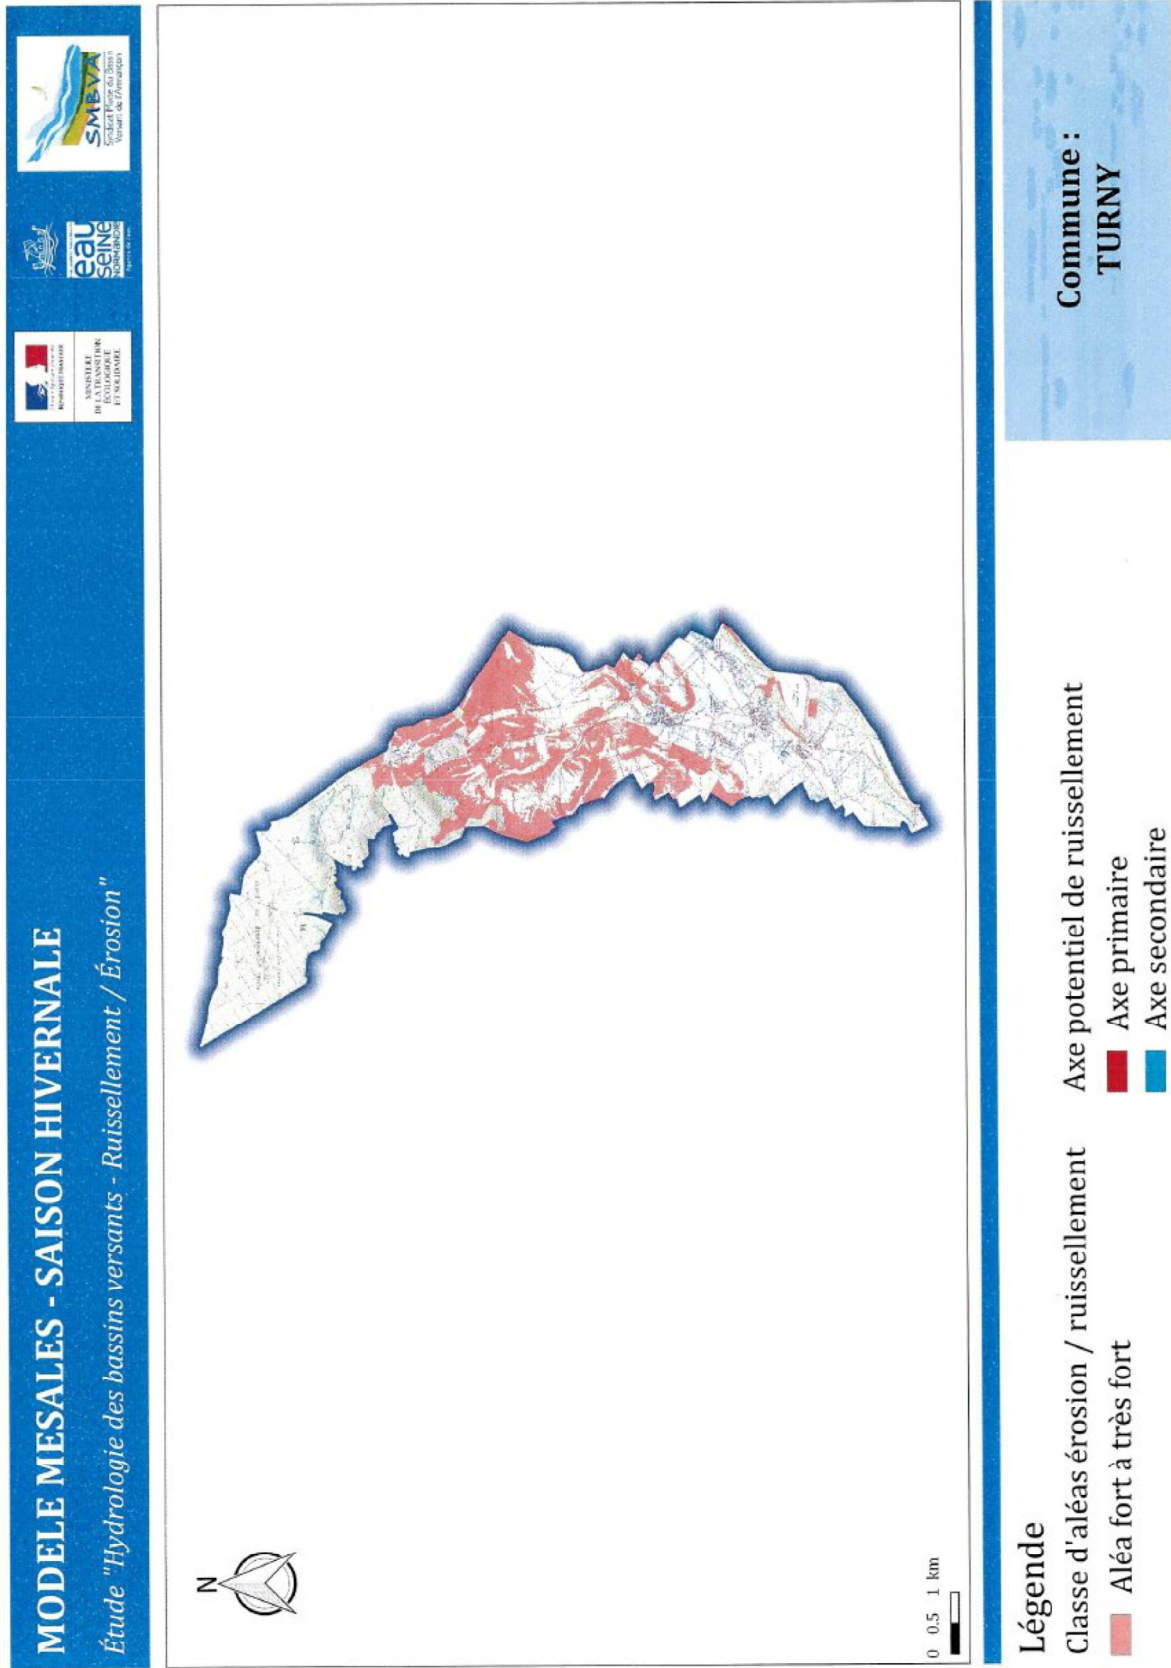 MODELE MESALES - SAISON HIVERNALE
Étude "Hydrologie des bassins versants - Ruissellement / Érosion"
MINISTÈRE
DE LA TRANSITION
ÉCOLOGIQUE
ET SOLIDAIRE
eau
seine
NORMANDIE
SMBVA
Syndicat Mixte du Bassin
Versant de l'Armançon
N
0 0.5 1 km
Légende
Classe d'aléas érosion / ruissellement
Aléa fort à très fort
Axe potentiel de ruissellement
Axe primaire
Axe secondaire
Commune :
TURNY